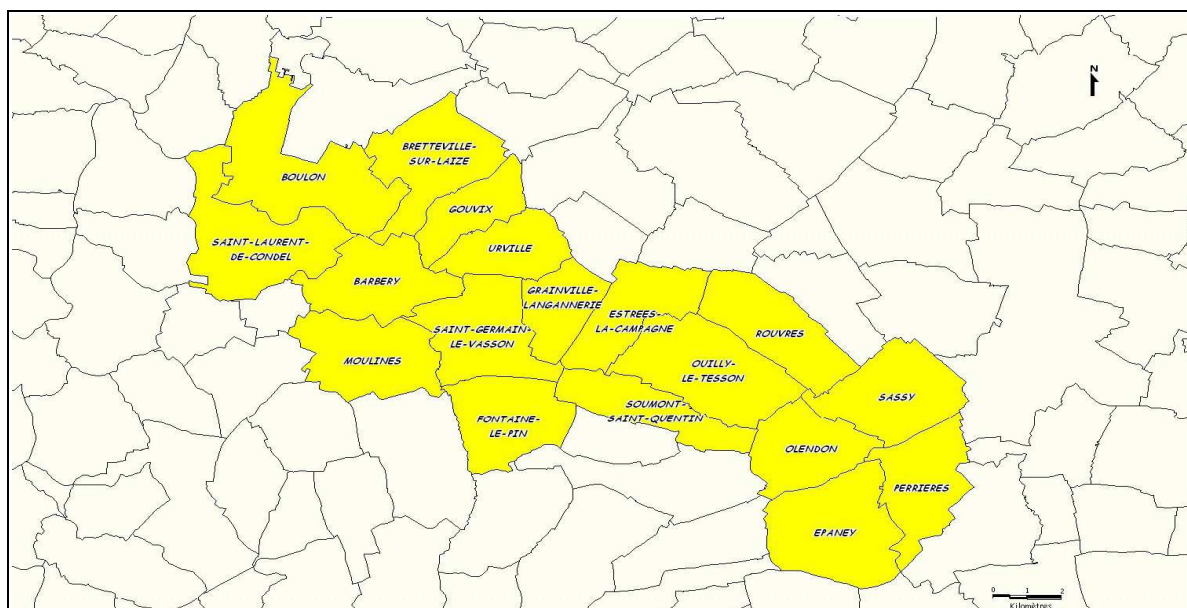 N
BRETTEVILLE-
SUR-LAIZE
BOULON
GOUVIX
SAINT-LAURENT-
DE-CONDEL
URVILLE
BARBERY
GRAINVILLE-
LANGANNERIE
ESTREES-
LA-CAMPAGNE
SAINT-GERMAIN-
LE-VASSON
ROUVRES
MOULINES
OUILLY-
LE-TESSON
SASSY
SOUMONT-
SAINT-QUENTIN
FONTAINE-
LE-PIN
OLENDON
PERRIERES
EPANEY
0 1 2
Kilomètres